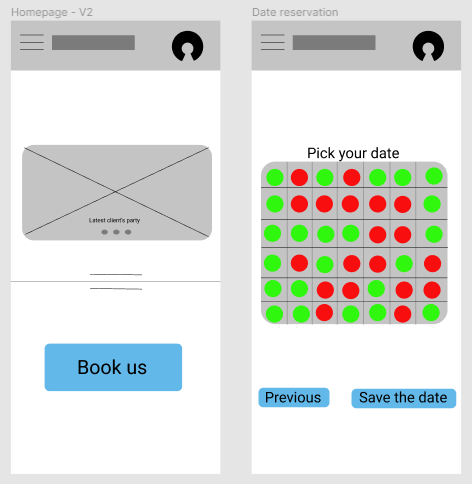 Homepage - V2
Date reservation
Latest client's party
Book us
Pick your date
Previous
Save the date